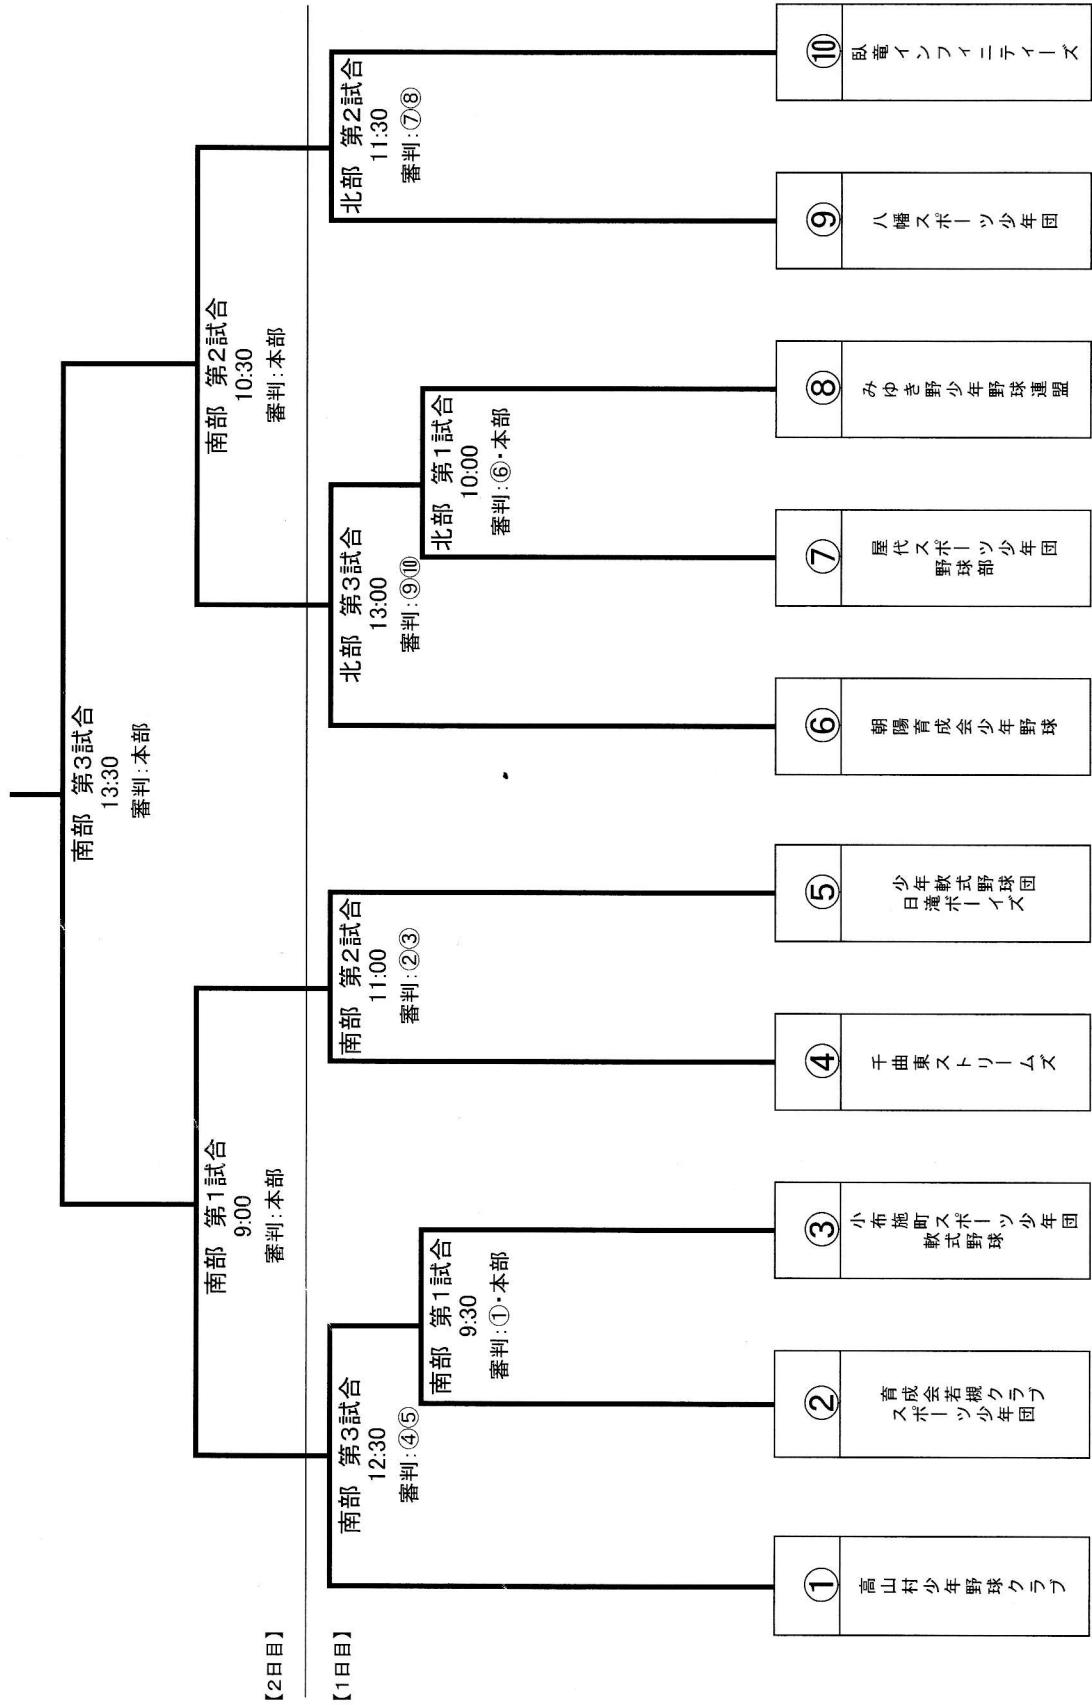 南部 第3試合
13:30
審判:本部
南部 第1試合
9:00
審判:本部
南部 第2試合
10:30
審判:本部
【2日目】
【1日目】
南部 第3試合
12:30
審判:④⑤
南部 第2試合
11:00
審判:②③
北部 第3試合
13:00
審判:⑨⑩
北部 第2試合
11:30
審判:⑦⑧
南部 第1試合
9:30
審判:①・本部
北部 第1試合
10:00
審判:⑥・本部
①
高山村少年野球クラブ
②
育成会若槻クラブ
スポーツ少年団
③
小布施町スポーツ少年団
軟式野球
④
千曲東ストリームズ
⑤
少年軟式野球団
日滝ボーイズ
⑥
朝陽育成会少年野球
⑦
屋代スポーツ少年団
野球部
⑧
みゆき野少年野球連盟
⑨
八幡スポーツ少年団
⑩
臥竜インフィニティーズ